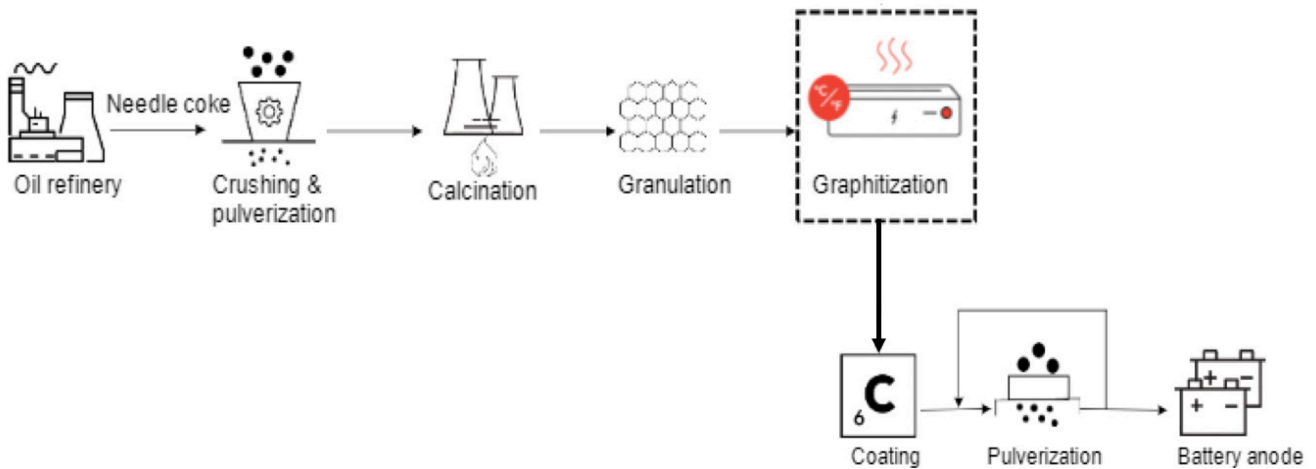 Needle coke
Oil refinery
Crushing &
pulverization
Calcination
Granulation
°C/°F
Graphitization
6 C
Coating
Pulverization
+ −
+ −
Battery anode